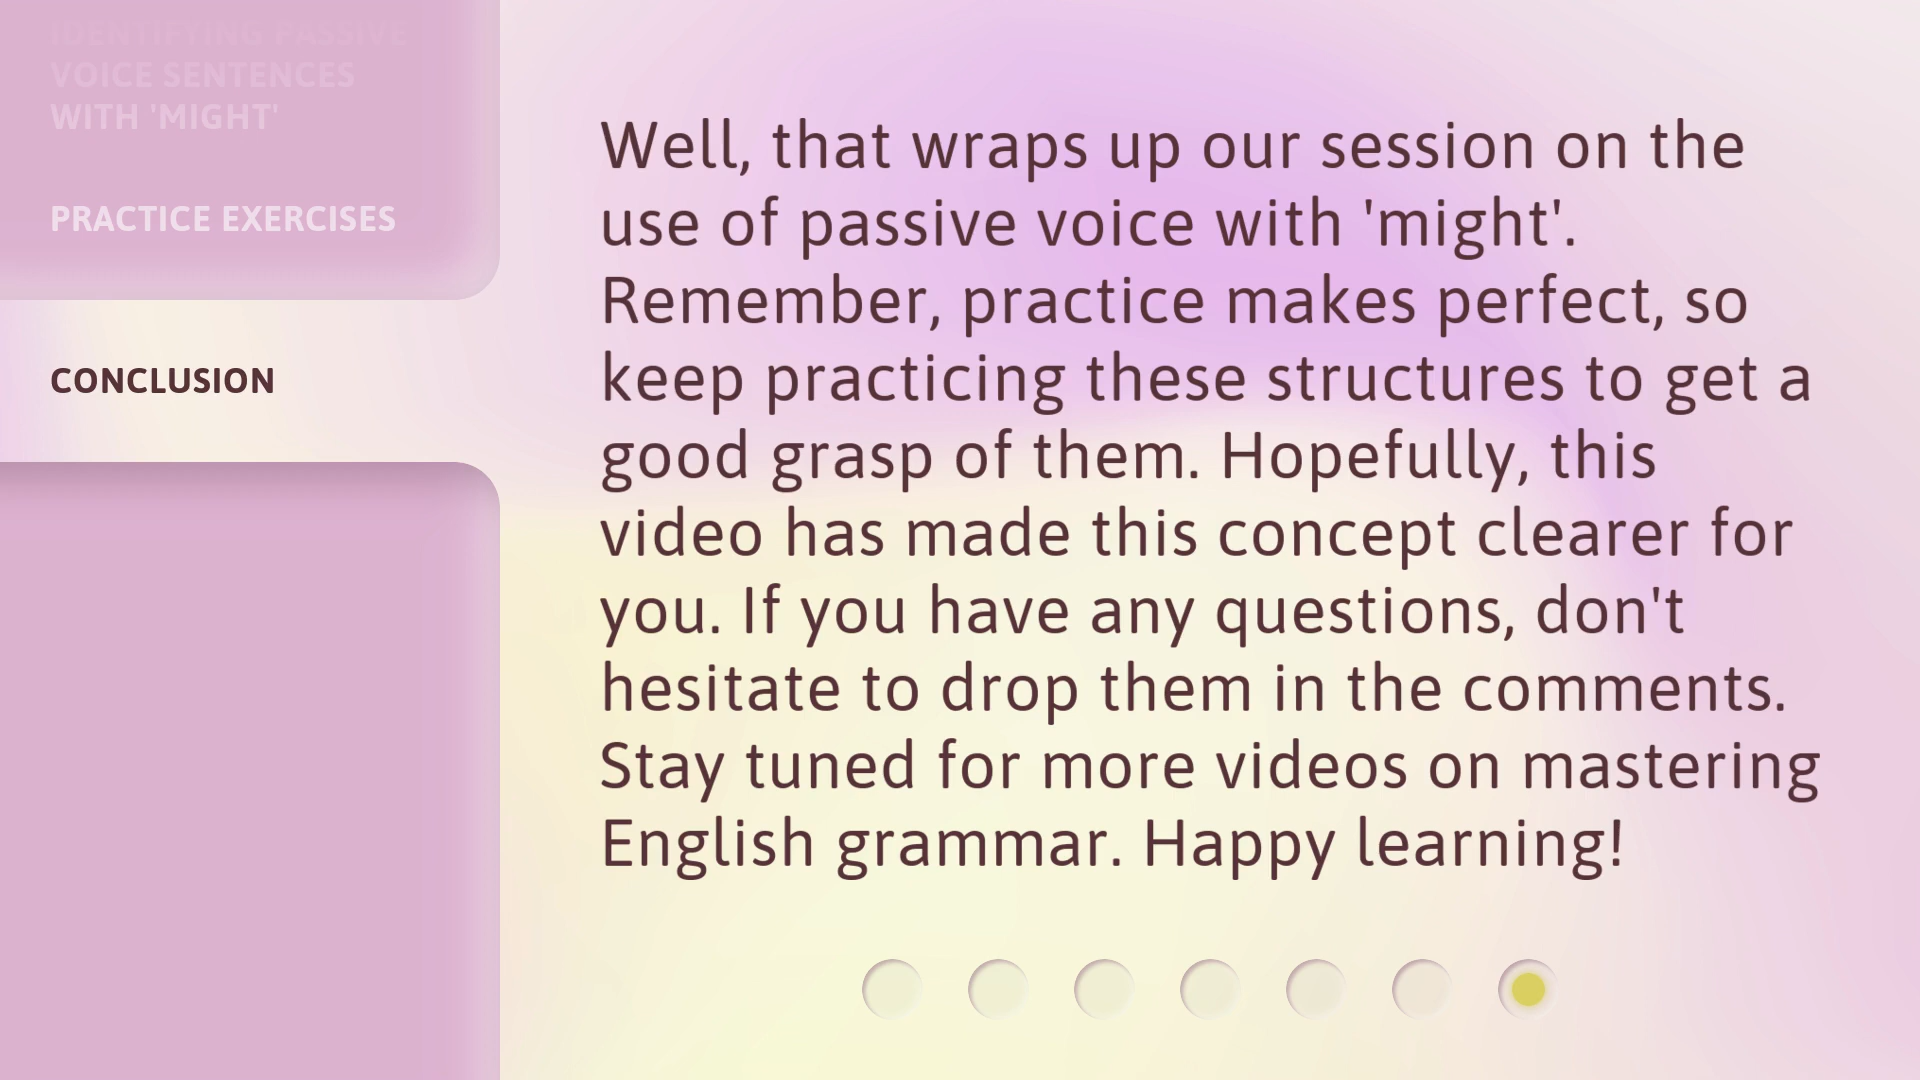 IDENTIFYING PASSIVE
VOICE SENTENCES
WITH 'MIGHT'
PRACTICE EXERCISES
CONCLUSION
Well, that wraps up our session on the
use of passive voice with 'might'.
Remember, practice makes perfect, so
keep practicing these structures to get a
good grasp of them. Hopefully, this
video has made this concept clearer for
you. If you have any questions, don't
hesitate to drop them in the comments.
Stay tuned for more videos on mastering
English grammar. Happy learning!